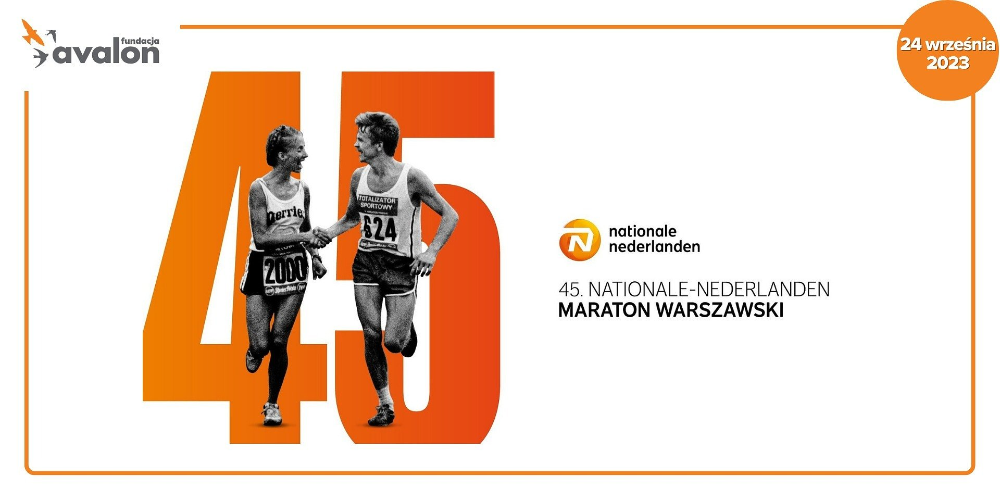 fundacja
avalon
24 września
2023
45
TOTALIZATOR
SPORTOWY
624
2000
nationale
nederlanden
45. NATIONALE-NEDERLANDEN
MARATON WARSZAWSKI